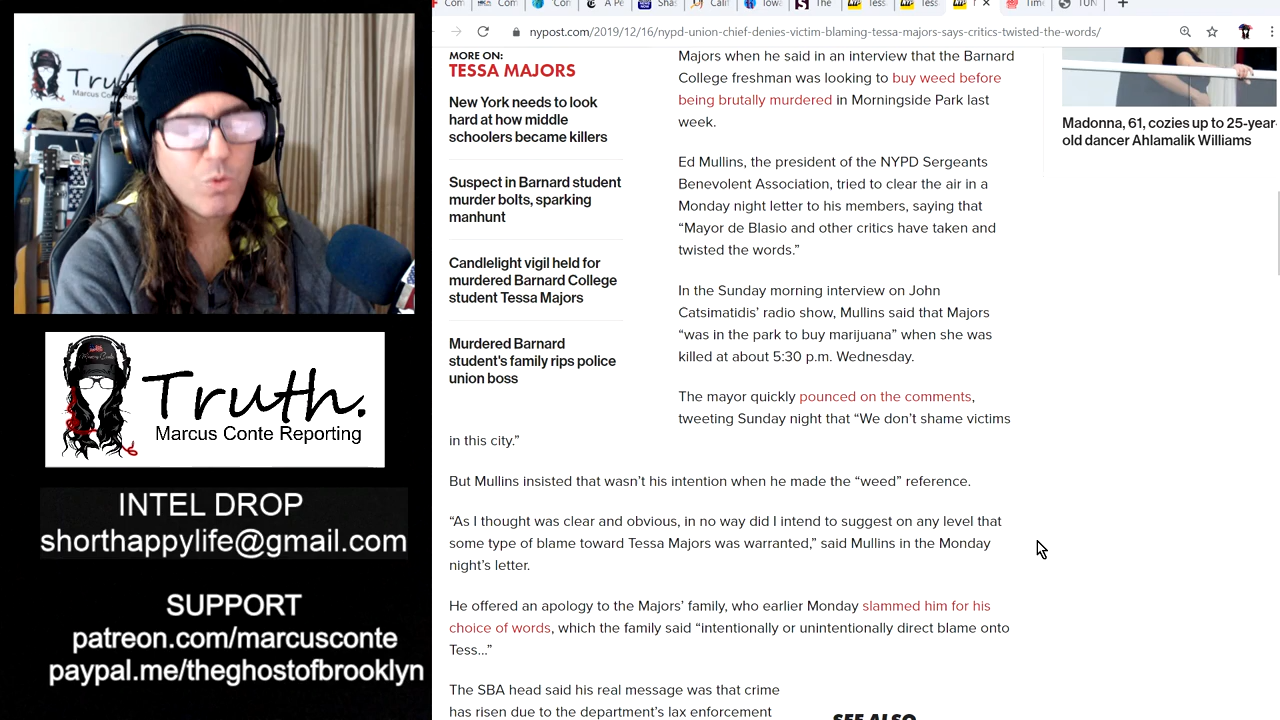 Com
Com
'Con
A Pe
Shas
Calif
Iowa
The
Tess
Tess
Time
TUN
nypost.com/2019/12/16/nypd-union-chief-denies-victim-blaming-tessa-majors-says-critics-twisted-the-words/
Truth.
Marcus Conte Reporting
Truth.
Marcus Conte Reporting
INTEL DROP
shorthappylife@gmail.com
SUPPORT
patreon.com/marcusconte
paypal.me/theghostofbrooklyn
MORE ON:
TESSA MAJORS
New York needs to look
hard at how middle
schoolers became killers
Suspect in Barnard student
murder bolts, sparking
manhunt
Candlelight vigil held for
murdered Barnard College
student Tessa Majors
Murdered Barnard
student's family rips police
union boss
Majors when he said in an interview that the Barnard
College freshman was looking to buy weed before
being brutally murdered in Morningside Park last
week.
Ed Mullins, the president of the NYPD Sergeants
Benevolent Association, tried to clear the air in a
Monday night letter to his members, saying that
“Mayor de Blasio and other critics have taken and
twisted the words.”
In the Sunday morning interview on John
Catsimatidis’ radio show, Mullins said that Majors
“was in the park to buy marijuana” when she was
killed at about 5:30 p.m. Wednesday.
The mayor quickly pounced on the comments,
tweeting Sunday night that “We don’t shame victims
in this city.”
But Mullins insisted that wasn’t his intention when he made the “weed” reference.
“As I thought was clear and obvious, in no way did I intend to suggest on any level that
some type of blame toward Tessa Majors was warranted,” said Mullins in the Monday
night’s letter.
He offered an apology to the Majors’ family, who earlier Monday slammed him for his
choice of words, which the family said “intentionally or unintentionally direct blame onto
Tess…”
The SBA head said his real message was that crime
has risen due to the department’s lax enforcement
SEE ALSO
Madonna, 61, cozies up to 25-year-
old dancer Ahlamalik Williams